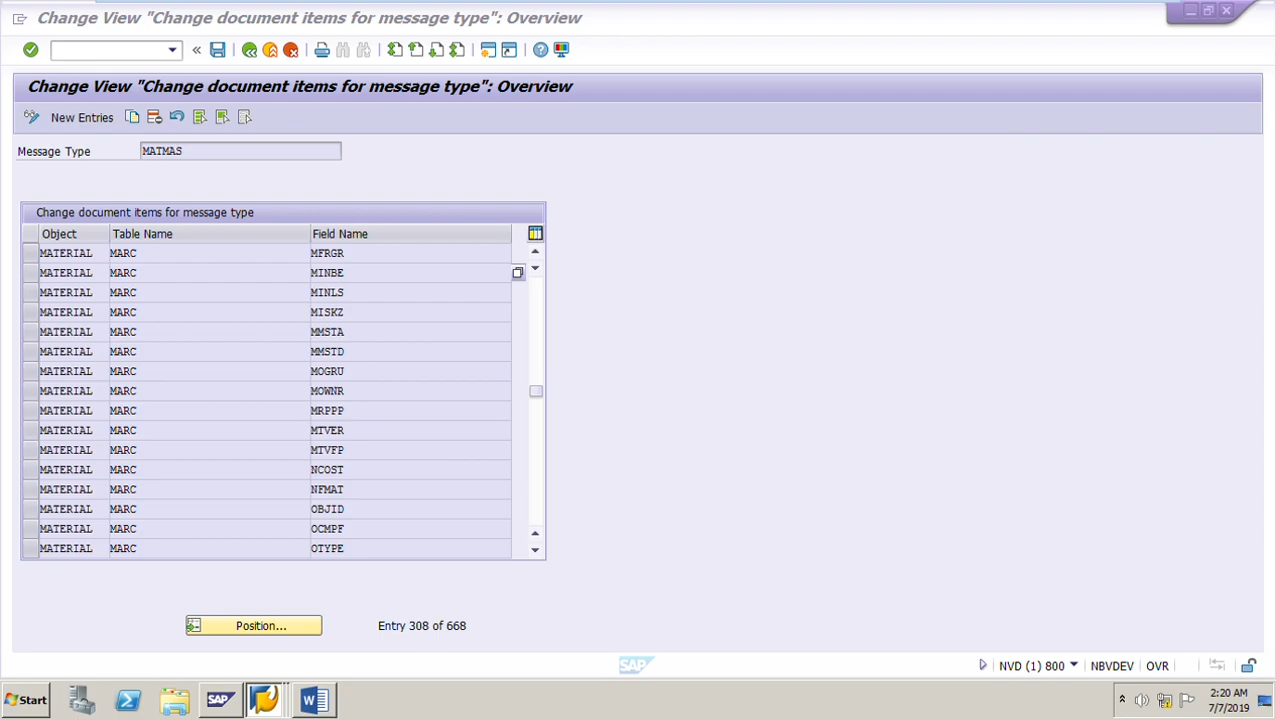 Change View "Change document items for message type": Overview
Change View "Change document items for message type": Overview
New Entries
Message Type MATMAS
Change document items for message type
Object Table Name Field Name
MATERIAL MARC MFRGR
MATERIAL MARC MINBE
MATERIAL MARC MINLS
MATERIAL MARC MISKZ
MATERIAL MARC MMSTA
MATERIAL MARC MMSTD
MATERIAL MARC MOGRU
MATERIAL MARC MOWNR
MATERIAL MARC MRPPP
MATERIAL MARC MTVER
MATERIAL MARC MTVFP
MATERIAL MARC NCOST
MATERIAL MARC NFMAT
MATERIAL MARC OBJID
MATERIAL MARC OCMPF
MATERIAL MARC OTYPE
Position... Entry 308 of 668
SAP NVD (1) 800 NBVDEV OVR
Start SAP W 2:20 AM
7/7/2019